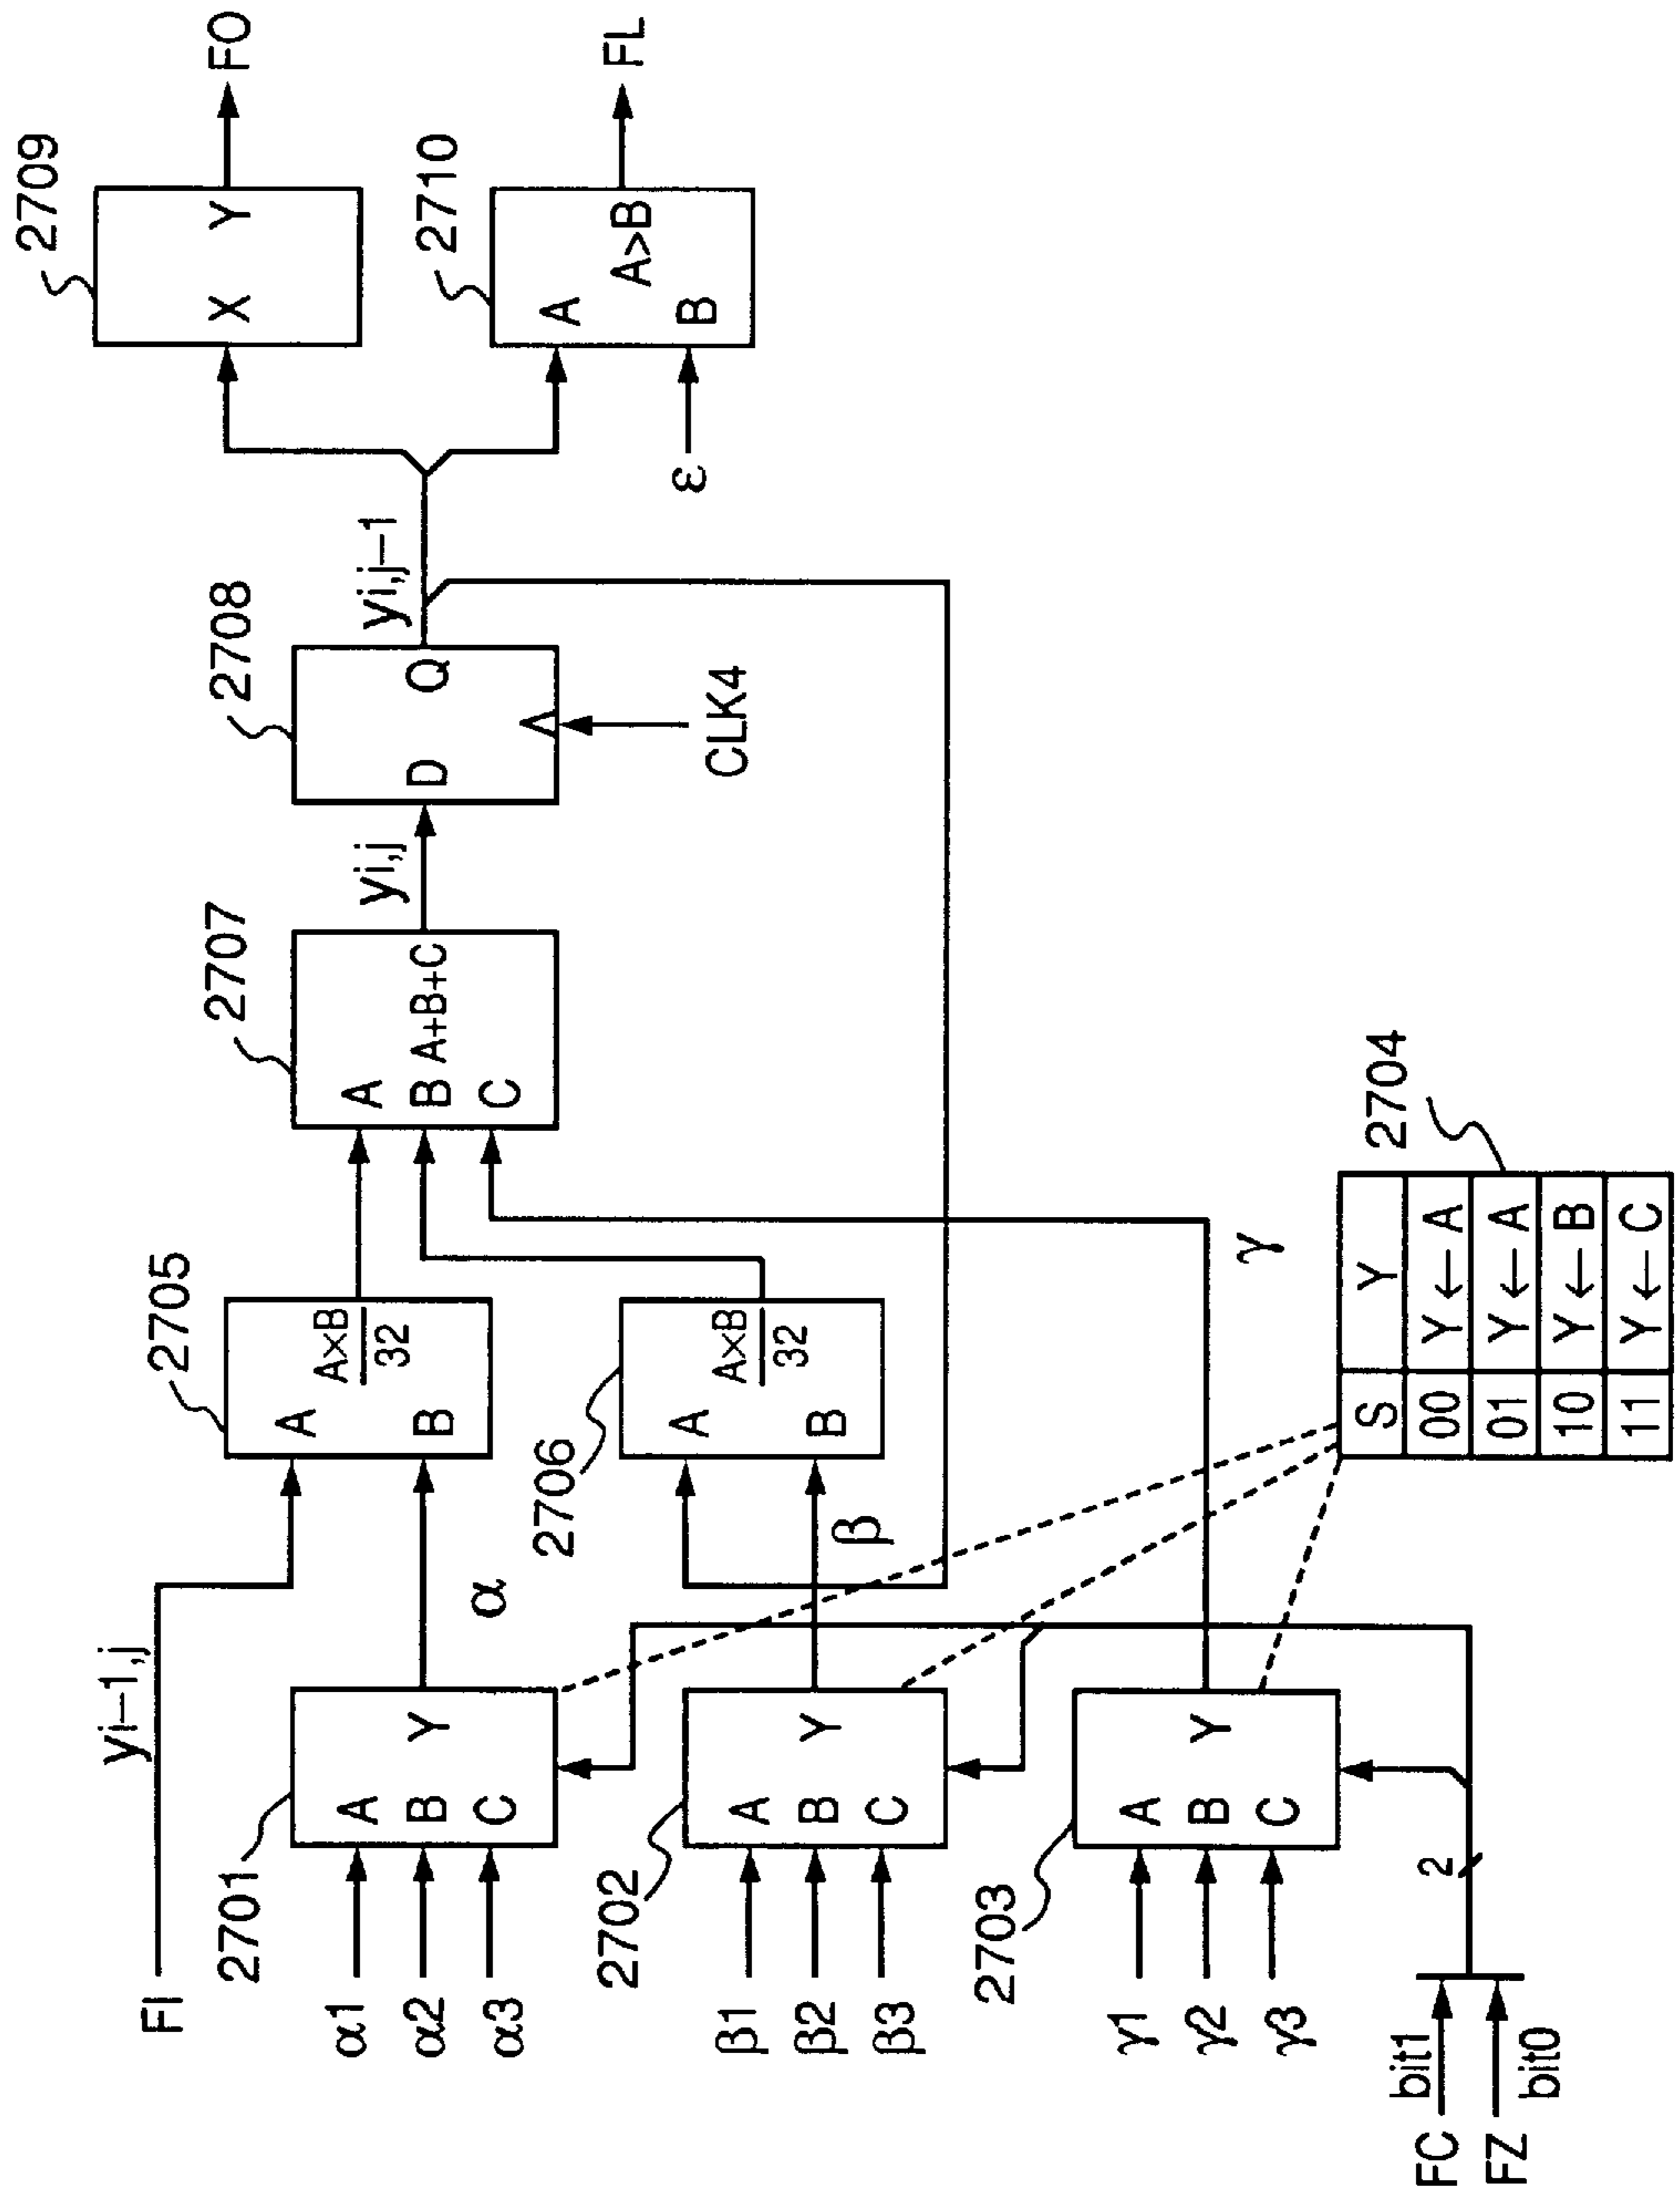 FI
yi–1,j
2701
α1
α2
α3
A
B
C
Y
α
2702
β1
β2
β3
A
B
C
Y
β
2703
γ1
γ2
γ3
A
B
C
Y
γ
FC
bit1
FZ
bit0
2
2705
A
B
A×B
32
2706
A
B
A×B
32
2704
S Y
00 Y←A
01 Y←A
10 Y←B
11 Y←C
2707
A
B A+B+C
C
yi,j
2708
D Q
CLK4
yi,j–1
ε
2709
X Y
FO
2710
A
A>B
B
FL